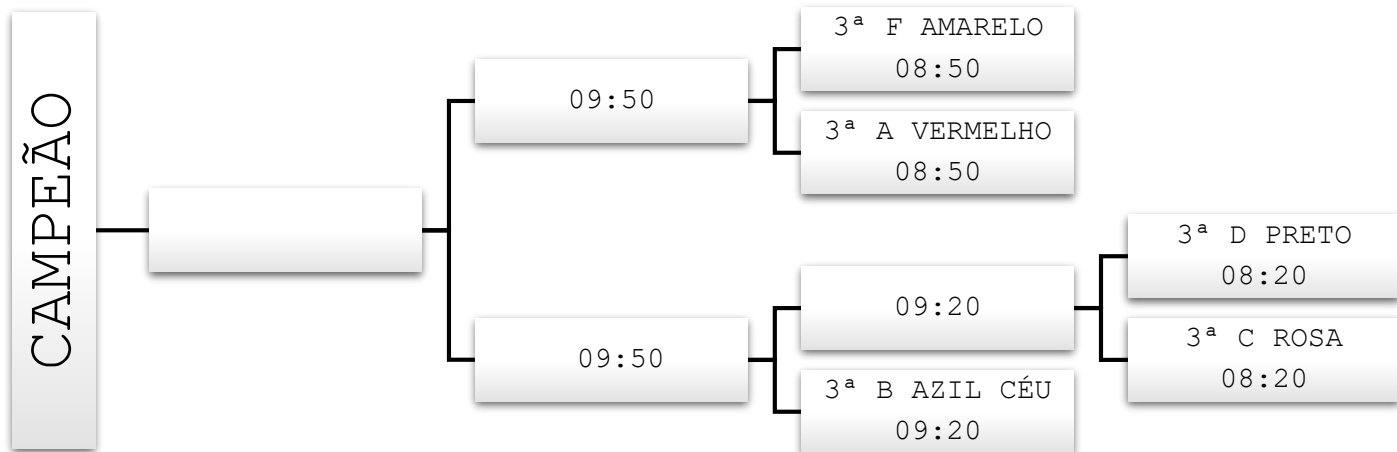 CAMPEÃO
09:50
09:50
3ª F AMARELO
08:50
3ª A VERMELHO
08:50
09:20
3ª B AZIL CÉU
09:20
3ª D PRETO
08:20
3ª C ROSA
08:20